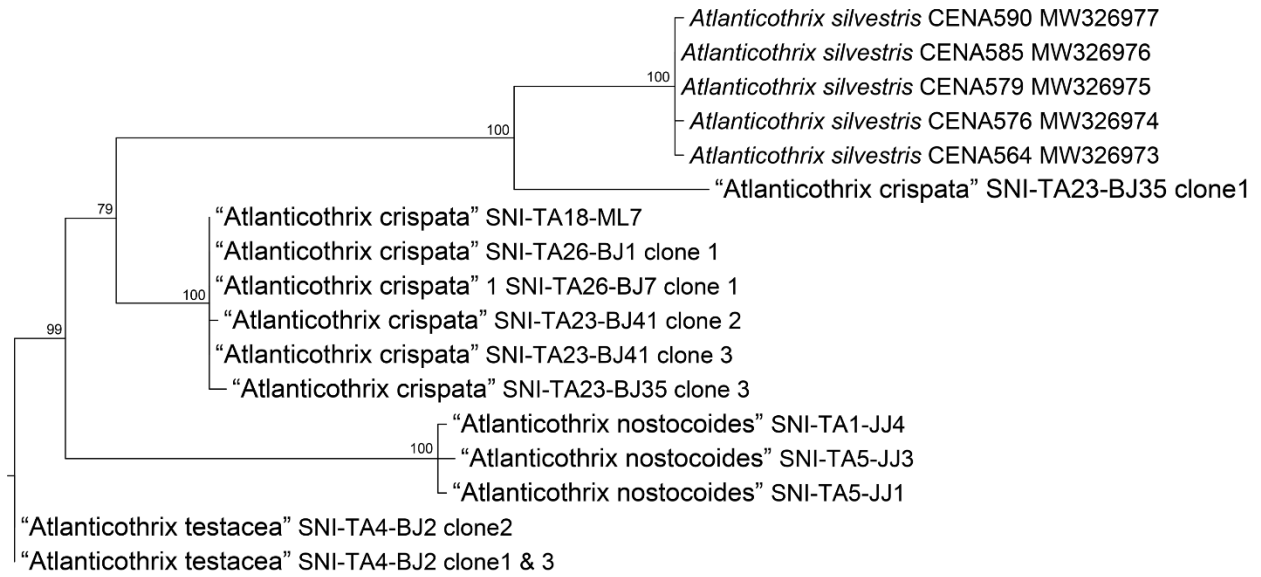 Atlanticothrix silvestris CENA590 MW326977
Atlanticothrix silvestris CENA585 MW326976
100
Atlanticothrix silvestris CENA579 MW326975
Atlanticothrix silvestris CENA576 MW326974
100
Atlanticothrix silvestris CENA564 MW326973
“Atlanticothrix crispata” SNI-TA23-BJ35 clone1
79
“Atlanticothrix crispata” SNI-TA18-ML7
“Atlanticothrix crispata” SNI-TA26-BJ1 clone 1
“Atlanticothrix crispata” 1 SNI-TA26-BJ7 clone 1
100
“Atlanticothrix crispata” SNI-TA23-BJ41 clone 2
99
“Atlanticothrix crispata” SNI-TA23-BJ41 clone 3
“Atlanticothrix crispata” SNI-TA23-BJ35 clone 3
“Atlanticothrix nostocoides” SNI-TA1-JJ4
100
“Atlanticothrix nostocoides” SNI-TA5-JJ3
“Atlanticothrix nostocoides” SNI-TA5-JJ1
“Atlanticothrix testacea” SNI-TA4-BJ2 clone2
“Atlanticothrix testacea” SNI-TA4-BJ2 clone1 & 3